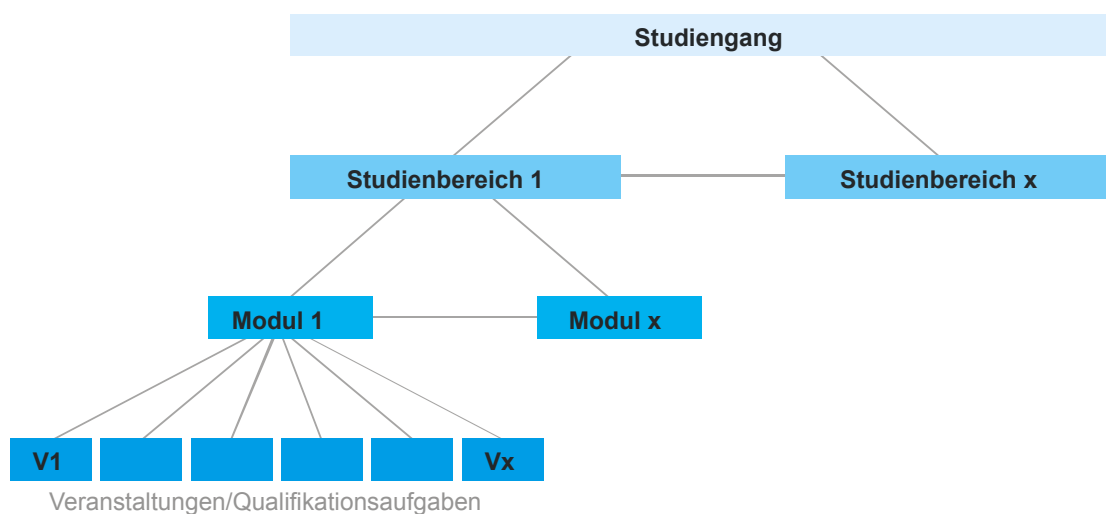 Studiengang
Studienbereich 1
Studienbereich x
Modul 1
Modul x
V1
Vx
Veranstaltungen/Qualifikationsaufgaben